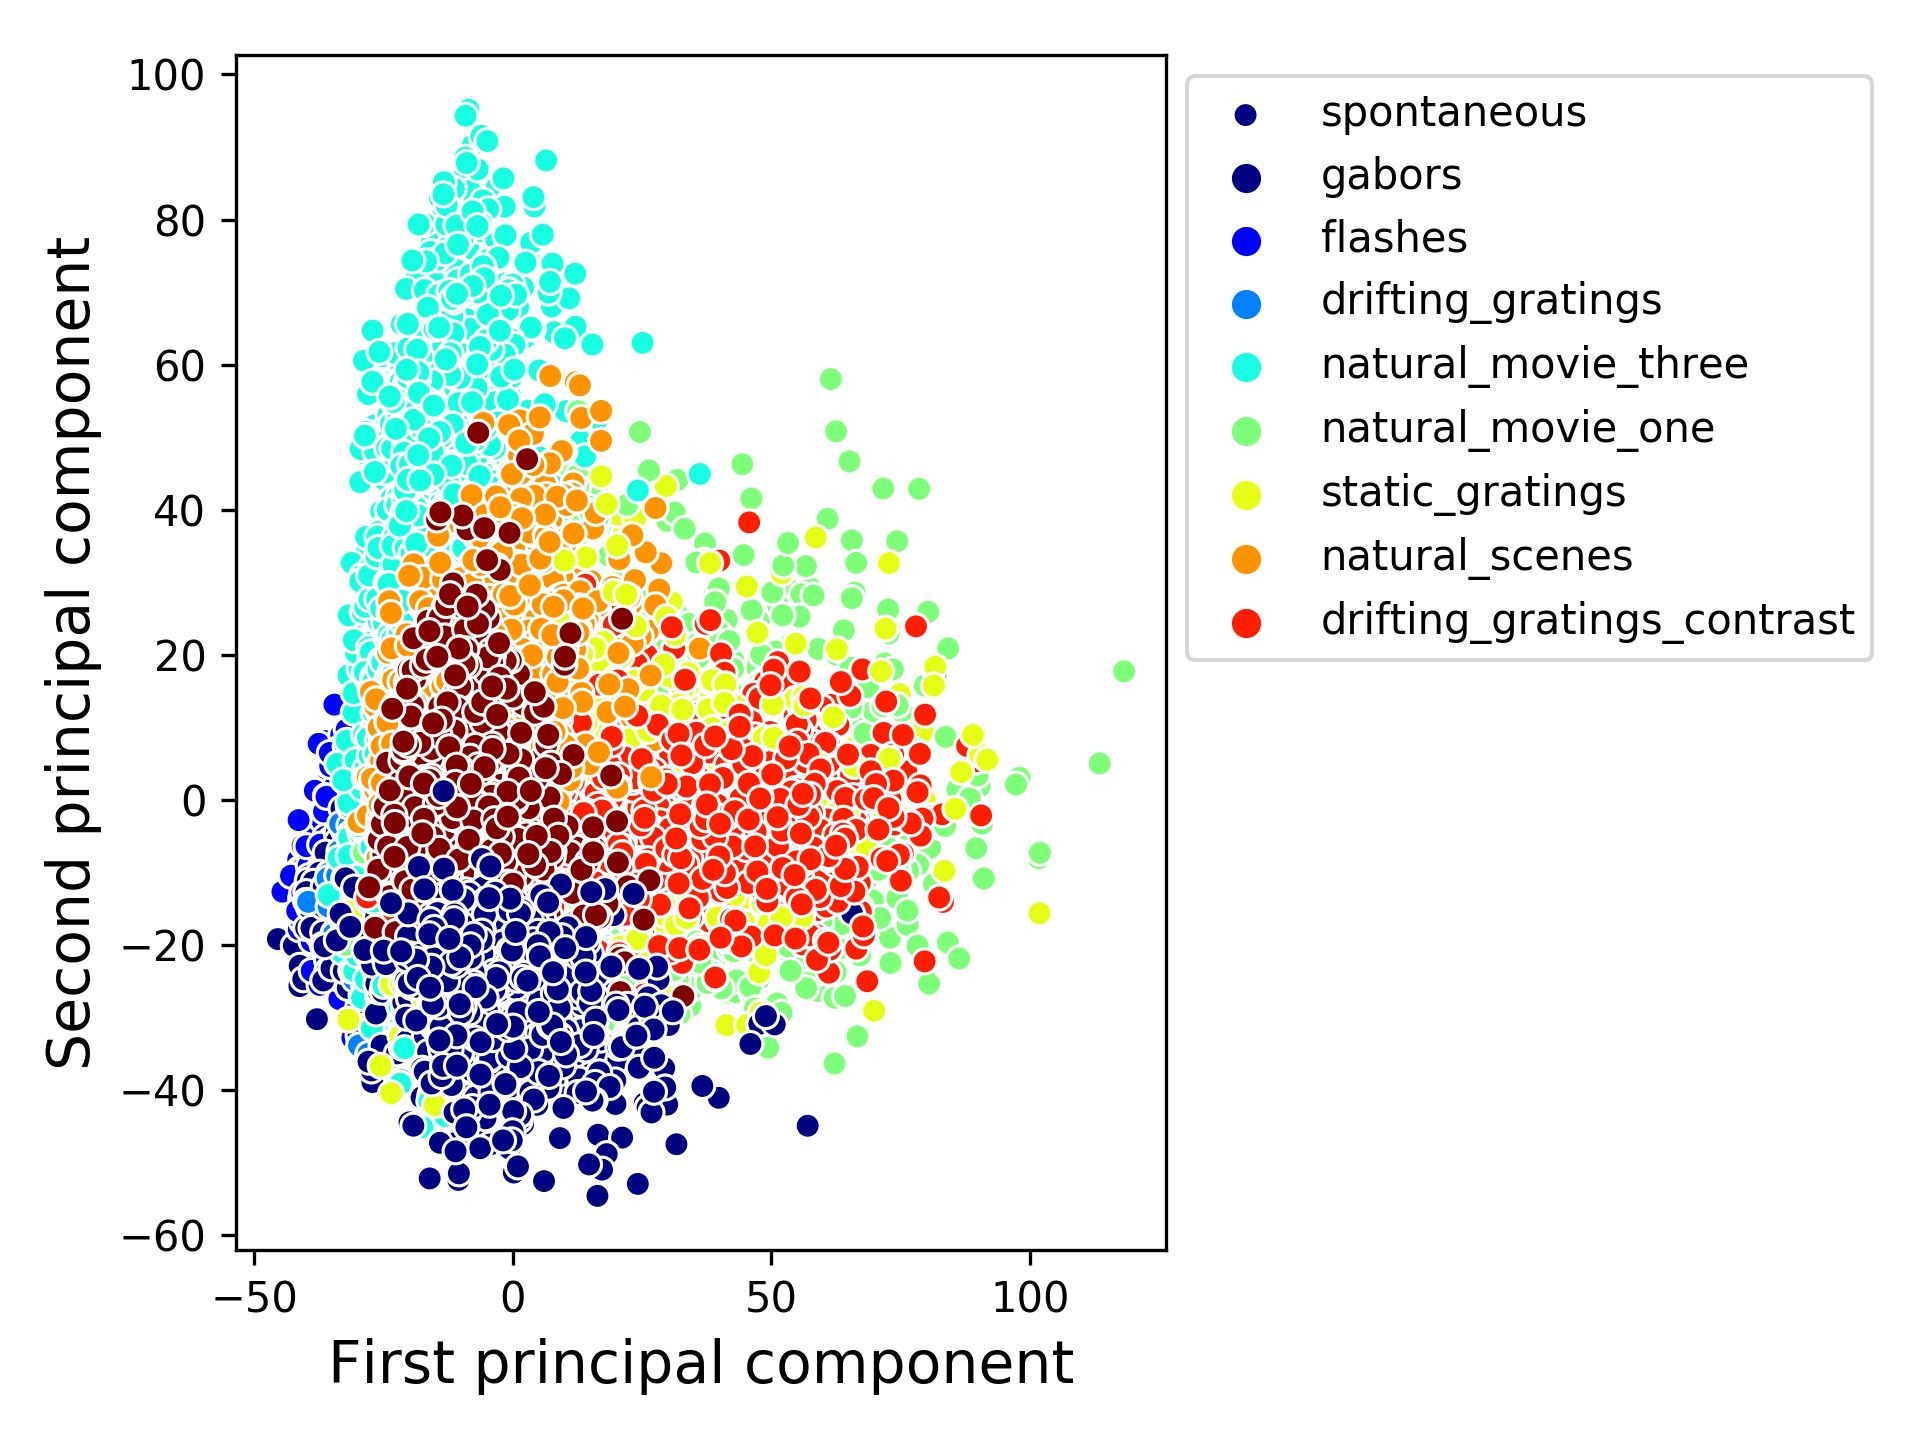 100
80
60
40
20
0
−20
−40
−60
Second principal component
−50
0
50
100
First principal component
spontaneous
gabors
flashes
drifting_gratings
natural_movie_three
natural_movie_one
static_gratings
natural_scenes
drifting_gratings_contrast